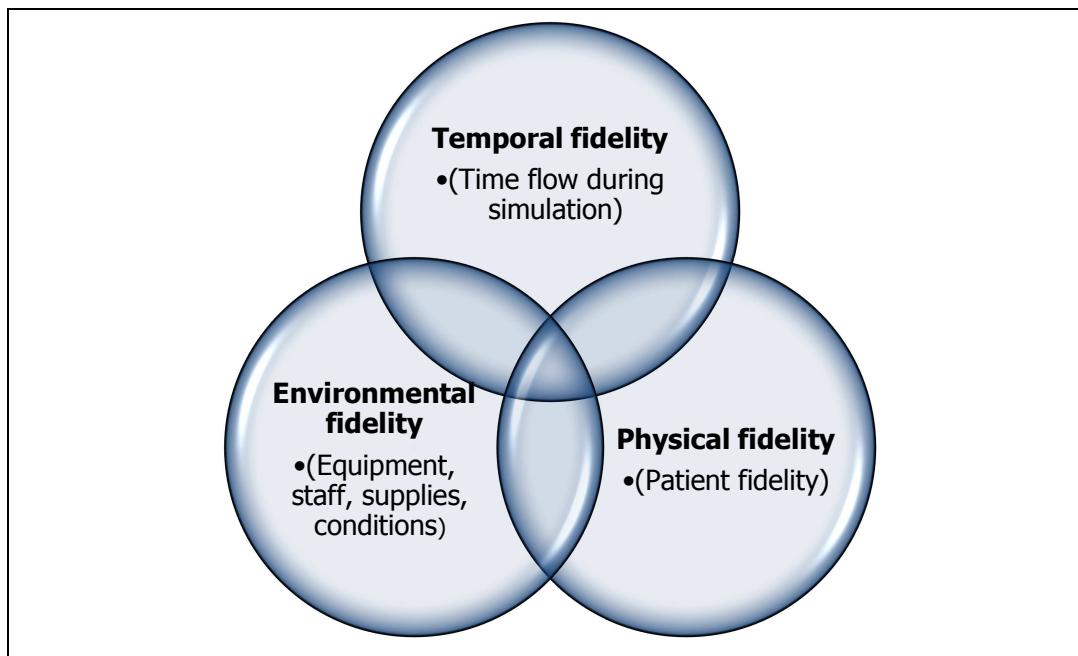 Temporal fidelity
•(Time flow during
simulation)
Environmental
fidelity
•(Equipment,
staff, supplies,
conditions)
Physical fidelity
•(Patient fidelity)